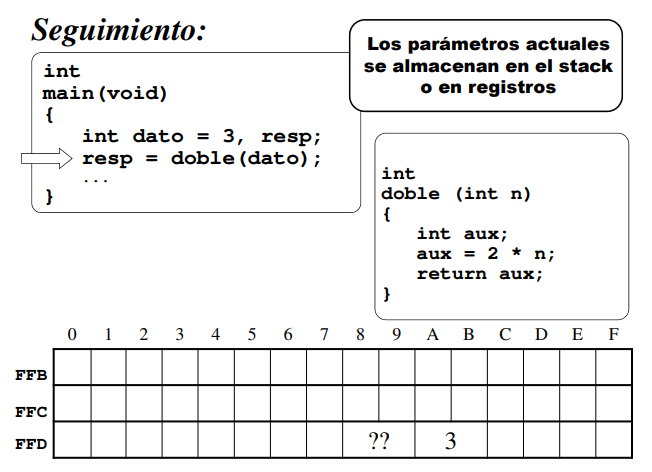 Seguimiento:
Los parámetros actuales
se almacenan en el stack
o en registros
int
main(void)
{
int dato = 3, resp;
resp = doble(dato);
...
}
int
doble (int n)
{
int aux;
aux = 2 * n;
return aux;
}
0 1 2 3 4 5 6 7 8 9 A B C D E F
FFB
FFC
FFD ?? 3